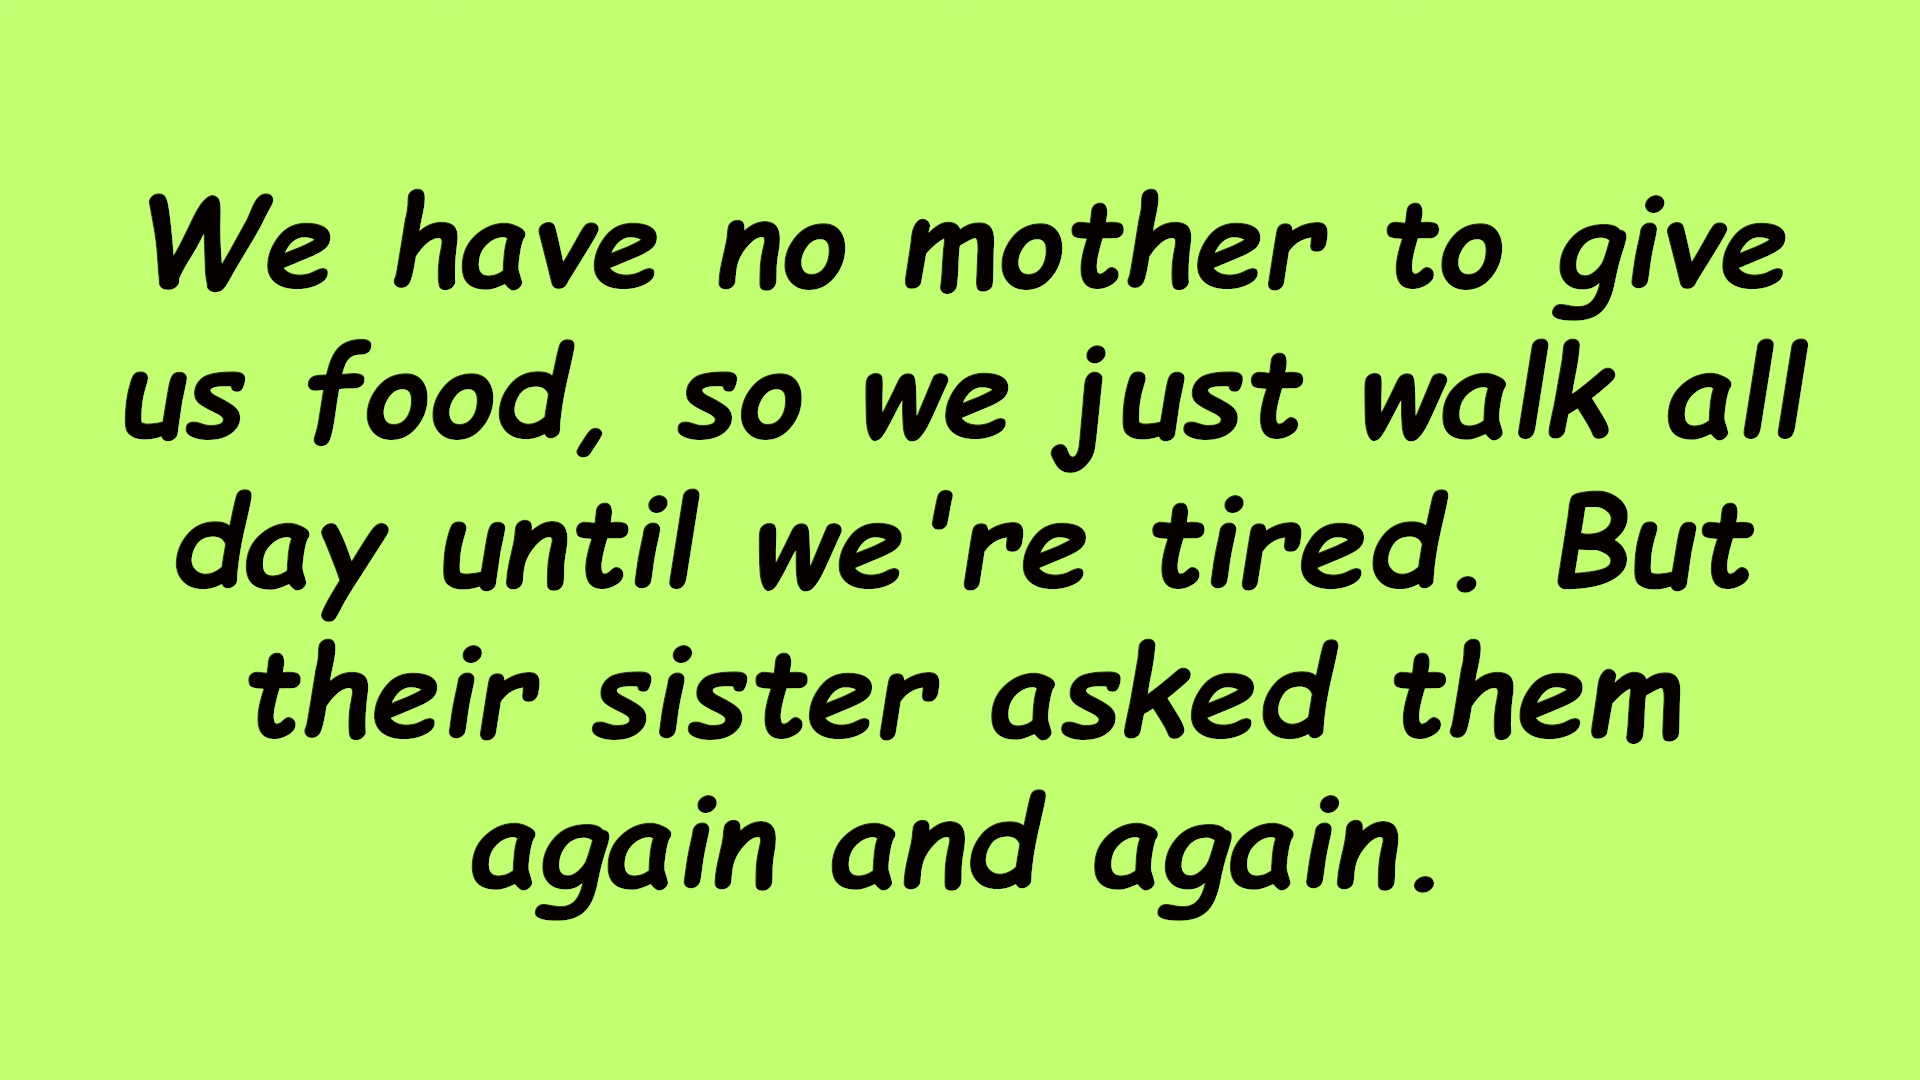 We have no mother to give
us food, so we just walk all
day until we're tired. But
their sister asked them
again and again.